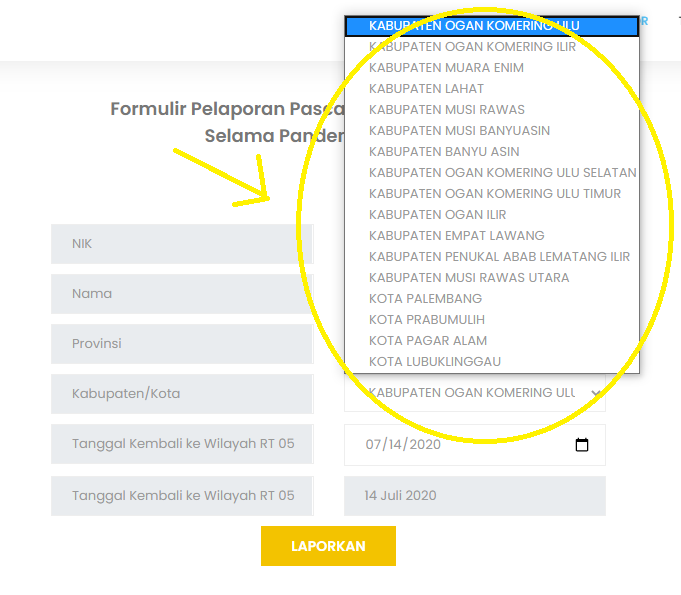 KABUPATEN OGAN KOMERING ULU
KABUPATEN OGAN KOMERING ILIR
KABUPATEN MUARA ENIM
KABUPATEN LAHAT
KABUPATEN MUSI RAWAS
KABUPATEN MUSI BANYUASIN
KABUPATEN BANYU ASIN
KABUPATEN OGAN KOMERING ULU SELATAN
KABUPATEN OGAN KOMERING ULU TIMUR
KABUPATEN OGAN ILIR
KABUPATEN EMPAT LAWANG
KABUPATEN PENUKAL ABAB LEMATANG ILIR
KABUPATEN MUSI RAWAS UTARA
KOTA PALEMBANG
KOTA PRABUMULIH
KOTA PAGAR ALAM
KOTA LUBUKLINGGAU
Formulir Pelaporan Pasca
Selama Pander
NIK
Nama
Provinsi
Kabupaten/Kota
KABUPATEN OGAN KOMERING ULU
Tanggal Kembali ke Wilayah RT 05
07/14/2020
Tanggal Kembali ke Wilayah RT 05
14 Juli 2020
LAPORKAN